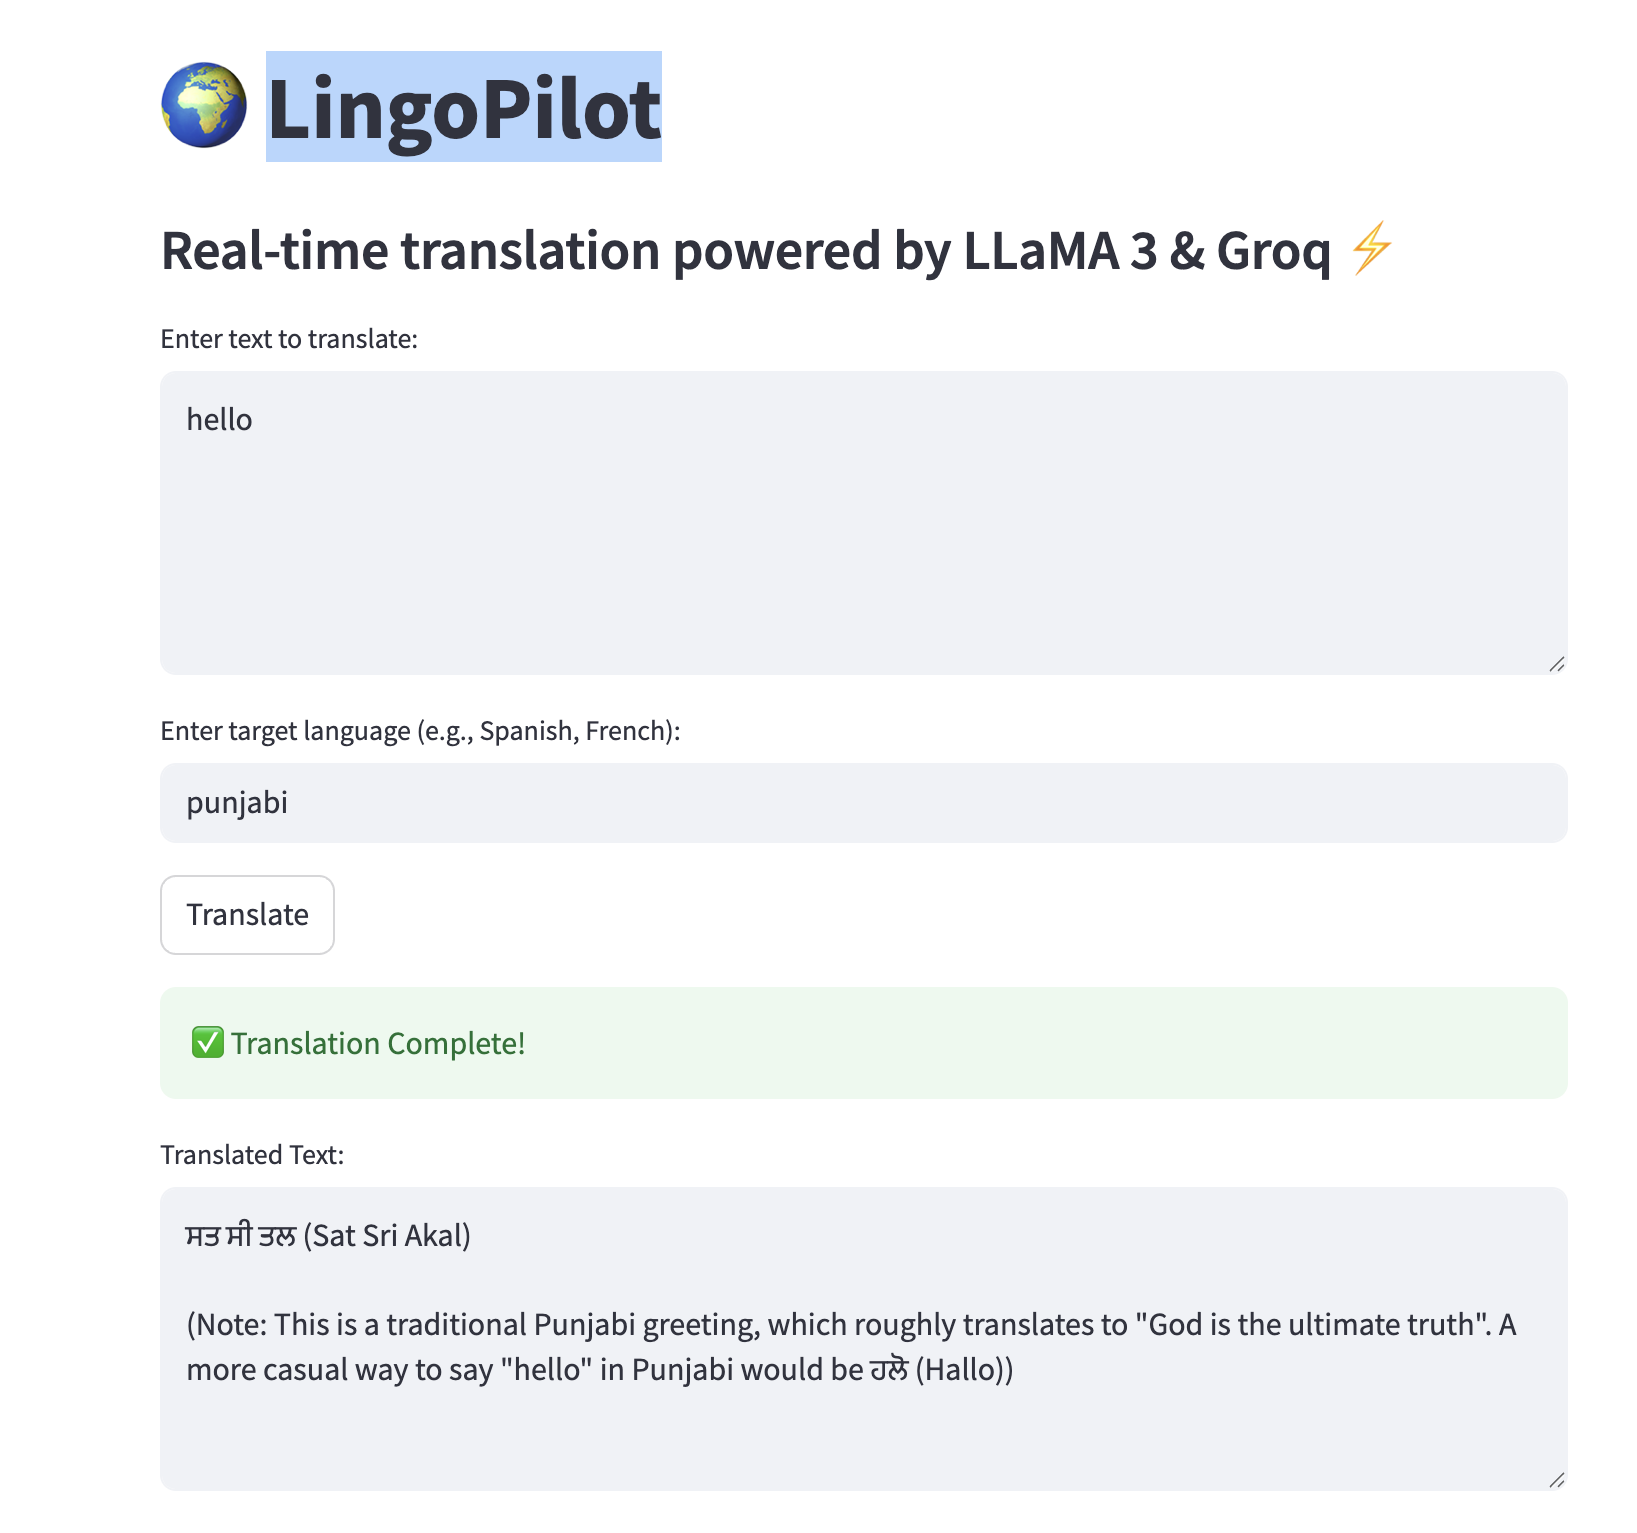 🌍 LingoPilot
Real-time translation powered by LLaMA 3 & Groq ⚡
Enter text to translate:
hello
Enter target language (e.g., Spanish, French):
punjabi
Translate
✅ Translation Complete!
Translated Text:
ਸਤ ਸੀ ਤਲ (Sat Sri Akal)
(Note: This is a traditional Punjabi greeting, which roughly translates to "God is the ultimate truth". A
more casual way to say "hello" in Punjabi would be ਹਲੋ (Hallo))